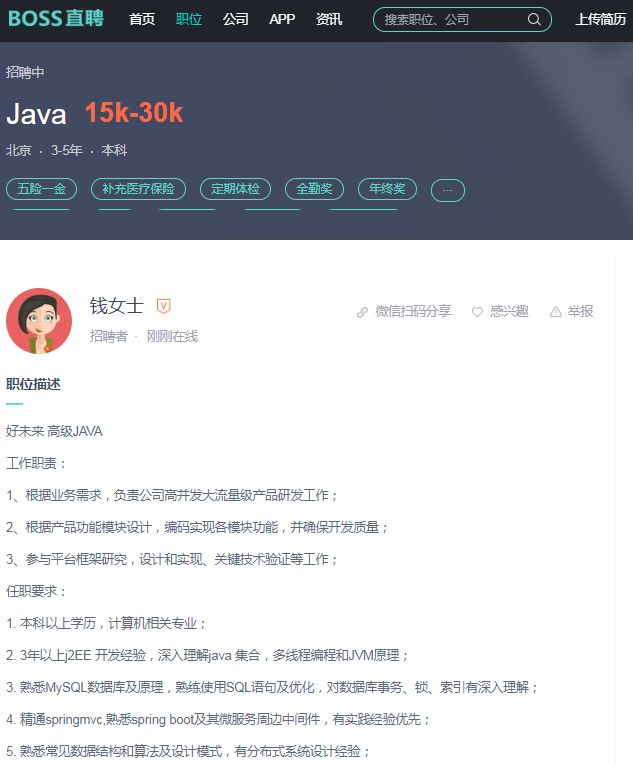 BOSS直聘 首页 职位 公司 APP 资讯 搜索职位、公司 上传简历
招聘中
Java 15k-30k
北京 · 3-5年 · 本科
五险一金 补充医疗保险 定期体检 全勤奖 年终奖 ...
钱女士 V
微信扫码分享 感兴趣 举报
招聘者 · 刚刚在线
职位描述
好未来 高级JAVA
工作职责：
1、根据业务需求，负责公司高并发大流量级产品研发工作；
2、根据产品功能模块设计，编码实现各模块功能，并确保开发质量；
3、参与平台框架研究，设计和实现、关键技术验证等工作；
任职要求：
1. 本科以上学历，计算机相关专业；
2. 3年以上j2EE 开发经验，深入理解java 集合，多线程编程和JVM原理；
3. 熟悉MySQL数据库及原理，熟练使用SQL语句及优化，对数据库事务、锁、索引有深入理解；
4. 精通springmvc,熟悉spring boot及其微服务周边中间件，有实践经验优先；
5. 熟悉常见数据结构和算法及设计模式，有分布式系统设计经验；